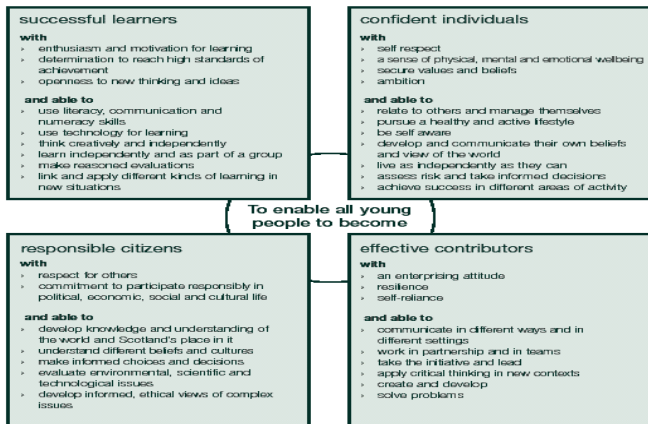 successful learners
with
› enthusiasm and motivation for learning
› determination to reach high standards of
achievement
› openness to new thinking and ideas
and able to
› use literacy, communication and
numeracy skills
› use technology for learning
› think creatively and independently
› learn independently and as part of a group
› make reasoned evaluations
› link and apply different kinds of learning in
new situations
confident individuals
with
› self respect
› a sense of physical, mental and emotional wellbeing
› secure values and beliefs
› ambition
and able to
› relate to others and manage themselves
› pursue a healthy and active lifestyle
› be self aware
› develop and communicate their own beliefs
and view of the world
› live as independently as they can
› assess risk and take informed decisions
› achieve success in different areas of activity
To enable all young
people to become
responsible citizens
with
› respect for others
› commitment to participate responsibly in
political, economic, social and cultural life
and able to
› develop knowledge and understanding of
the world and Scotland's place in it
› understand different beliefs and cultures
› make informed choices and decisions
› evaluate environmental, scientific and
technological issues
› develop informed, ethical views of complex
issues
effective contributors
with
› an enterprising attitude
› resilience
› self-reliance
and able to
› communicate in different ways and in
different settings
› work in partnership and in teams
› take the initiative and lead
› apply critical thinking in new contexts
› create and develop
› solve problems